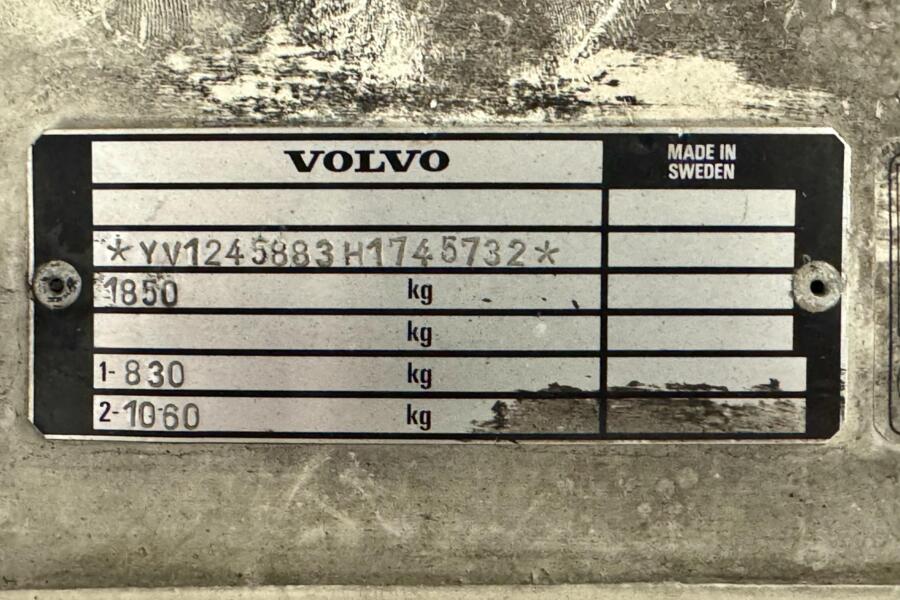 VOLVO
MADE IN
SWEDEN
*YV1245883H1745732*
1850 kg
kg
1- 830 kg
2- 1060 kg